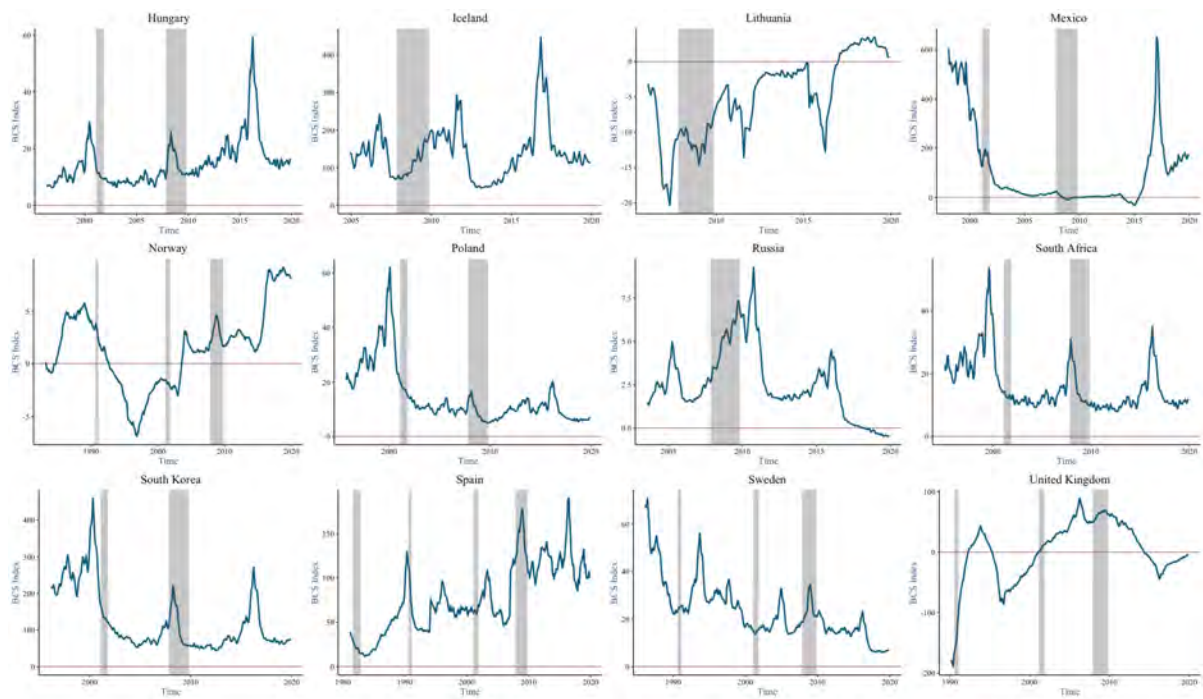 Hungary
BCS Index
60
40
20
0
2000 2005 2010 2015 2020
Time
Iceland
BCS Index
400
300
200
100
0
2005 2010 2015 2020
Time
Lithuania
BCS Index
0
-5
-10
-15
-20
2010 2015 2020
Time
Mexico
BCS Index
600
400
200
0
2000 2005 2010 2015 2020
Time
Norway
BCS Index
5
0
-5
1990 2000 2010 2020
Time
Poland
BCS Index
60
40
20
0
2000 2010 2020
Time
Russia
BCS Index
7.5
5.0
2.5
0.0
2005 2010 2015 2020
Time
South Africa
BCS Index
40
20
0
2000 2010 2020
Time
South Korea
BCS Index
400
300
200
100
0
2000 2010 2020
Time
Spain
BCS Index
150
100
50
0
1980 1990 2000 2010 2020
Time
Sweden
BCS Index
60
40
20
0
1990 2000 2010 2020
Time
United Kingdom
BCS Index
100
0
-100
-200
1990 2000 2010 2020
Time